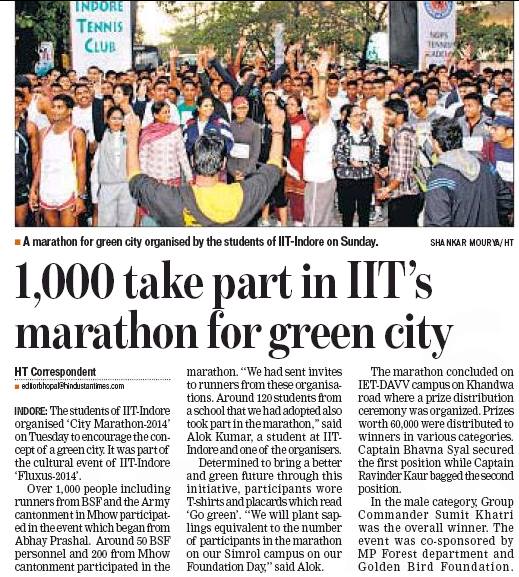 INDORE
TENNIS
CLUB
NGPS
TENNIS
ACADEMY
A marathon for green city organised by the students of IIT-Indore on Sunday.
SHANKAR MOURYA/HT
1,000 take part in IIT’s
marathon for green city
HT Correspondent
editorbhopal@hindustantimes.com
INDORE: The students of IIT-Indore
organised ‘City Marathon-2014’
on Tuesday to encourage the con-
cept of a green city. It was part of
the cultural event of IIT-Indore
‘Fluxus-2014’.
Over 1,000 people including
runners from BSF and the Army
cantonment in Mhow participat-
ed in the event which began from
Abhay Prashal. Around 50 BSF
personnel and 200 from Mhow
cantonment participated in the
marathon. “We had sent invites
to runners from these organisa-
tions. Around 120 students from
a school that we had adopted also
took part in the marathon,” said
Alok Kumar, a student at IIT-
Indore and one of the organisers.
Determined to bring a better
and green future through this
initiative, participants wore
T-shirts and placards which read
‘Go green’. “We will plant sap-
lings equivalent to the number
of participants in the marathon
on our Simrol campus on our
Foundation Day,” said Alok.
The marathon concluded on
IET-DAVV campus on Khandwa
road where a prize distribution
ceremony was organized. Prizes
worth 60,000 were distributed to
winners in various categories.
Captain Bhavna Syal secured
the first position while Captain
Ravinder Kaur bagged the second
position.
In the male category, Group
Commander Sumit Khatri
was the overall winner. The
event was co-sponsored by
MP Forest department and
Golden Bird Foundation.